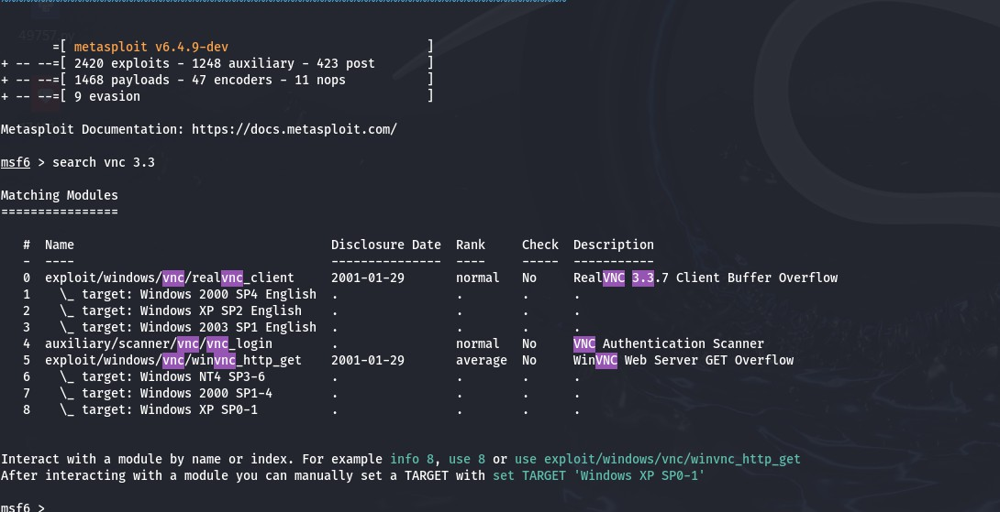 49757.py
=[ metasploit v6.4.9-dev ]
+ -- --=[ 2420 exploits - 1248 auxiliary - 423 post ]
+ -- --=[ 1468 payloads - 47 encoders - 11 nops ]
+ -- --=[ 9 evasion ]
Metasploit Documentation: https://docs.metasploit.com/
msf6 > search vnc 3.3
Matching Modules
================
# Name Disclosure Date Rank Check Description
- ---- --------------- ---- ----- -----------
0 exploit/windows/vnc/realvnc_client 2001-01-29 normal No RealVNC 3.3.7 Client Buffer Overflow
1 \_ target: Windows 2000 SP4 English . . . .
2 \_ target: Windows XP SP2 English . . . .
3 \_ target: Windows 2003 SP1 English . . . .
4 auxiliary/scanner/vnc/vnc_login . normal No VNC Authentication Scanner
5 exploit/windows/vnc/winvnc_http_get 2001-01-29 average No WinVNC Web Server GET Overflow
6 \_ target: Windows NT4 SP3-6 . . . .
7 \_ target: Windows 2000 SP1-4 . . . .
8 \_ target: Windows XP SP0-1 . . . .
Interact with a module by name or index. For example info 8, use 8 or use exploit/windows/vnc/winvnc_http_get
After interacting with a module you can manually set a TARGET with set TARGET 'Windows XP SP0-1'
msf6 >